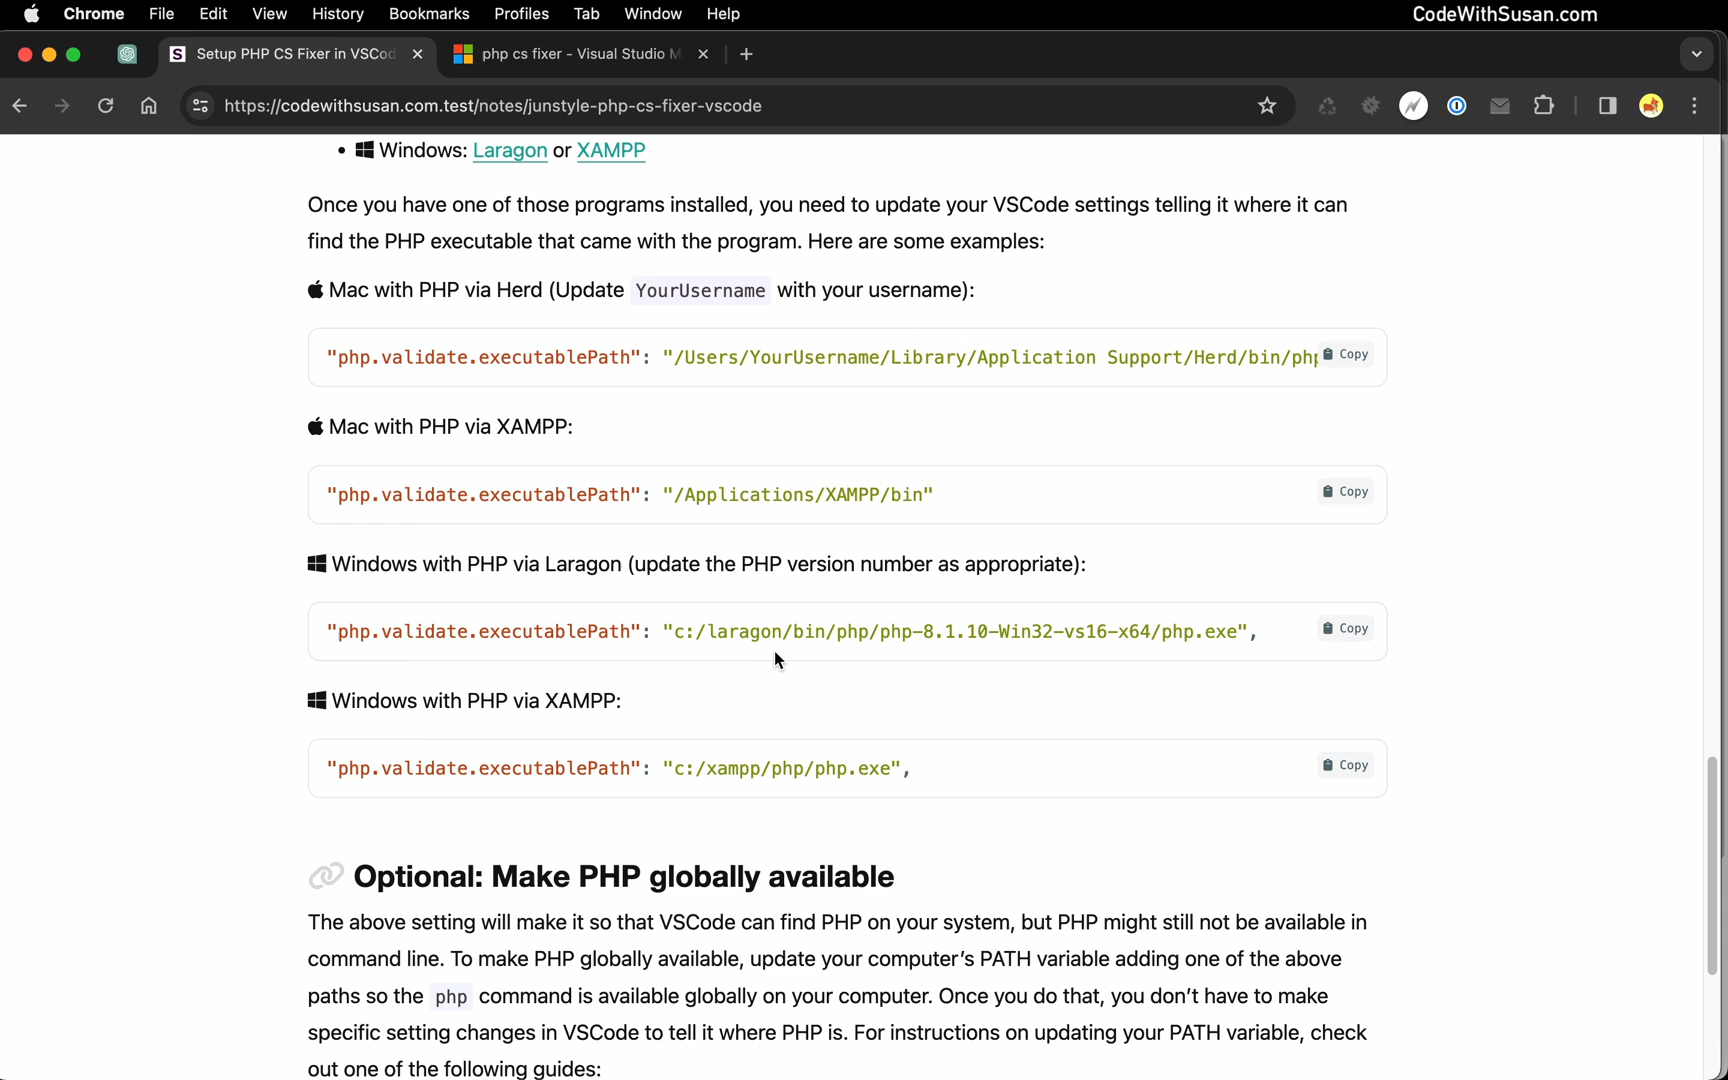 Chrome File Edit View History Bookmarks Profiles Tab Window Help CodeWithSusan.com
Setup PHP CS Fixer in VSCod php cs fixer - Visual Studio M
https://codewithsusan.com.test/notes/junstyle-php-cs-fixer-vscode
• Windows: Laragon or XAMPP
Once you have one of those programs installed, you need to update your VSCode settings telling it where it can
find the PHP executable that came with the program. Here are some examples:
Mac with PHP via Herd (Update YourUsername with your username):
"php.validate.executablePath": "/Users/YourUsername/Library/Application Support/Herd/bin/php Copy
Mac with PHP via XAMPP:
"php.validate.executablePath": "/Applications/XAMPP/bin" Copy
Windows with PHP via Laragon (update the PHP version number as appropriate):
"php.validate.executablePath": "c:/laragon/bin/php/php-8.1.10-Win32-vs16-x64/php.exe", Copy
Windows with PHP via XAMPP:
"php.validate.executablePath": "c:/xampp/php/php.exe", Copy
Optional: Make PHP globally available
The above setting will make it so that VSCode can find PHP on your system, but PHP might still not be available in
command line. To make PHP globally available, update your computer's PATH variable adding one of the above
paths so the php command is available globally on your computer. Once you do that, you don't have to make
specific setting changes in VSCode to tell it where PHP is. For instructions on updating your PATH variable, check
out one of the following guides: